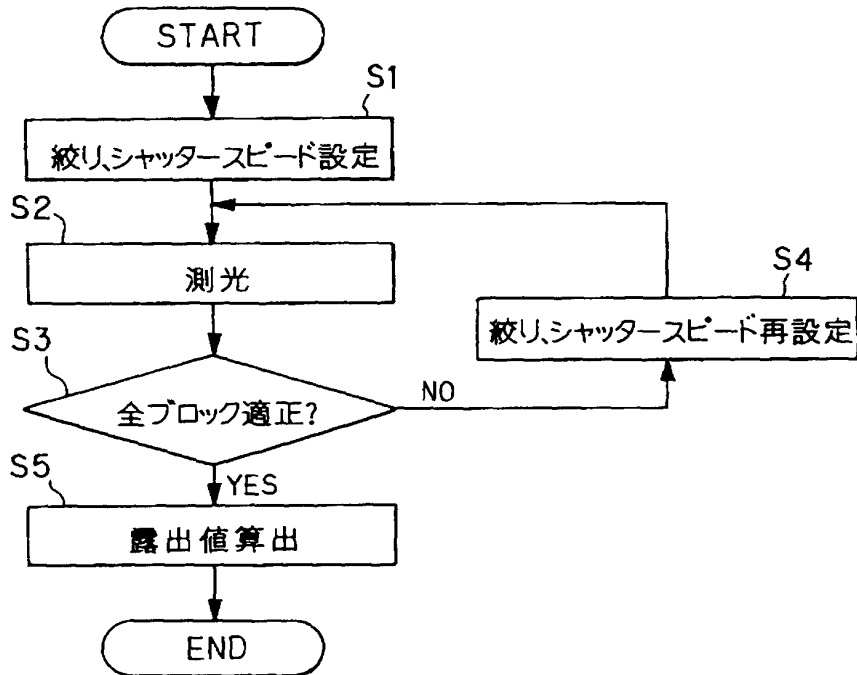 START
S1
絞り、シャッタースピード設定
S2
測光
S4
絞り、シャッタースピード再設定
S3
全ブロック適正?
NO
YES
S5
露出値算出
END